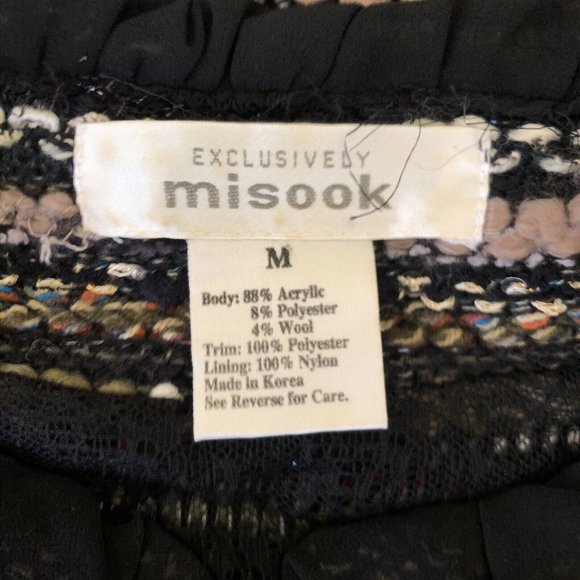 EXCLUSIVELY
misook
M
Body: 88% Acrylic
8% Polyester
4% Wool
Trim: 100% Polyester
Lining: 100% Nylon
Made in Korea
See Reverse for Care.